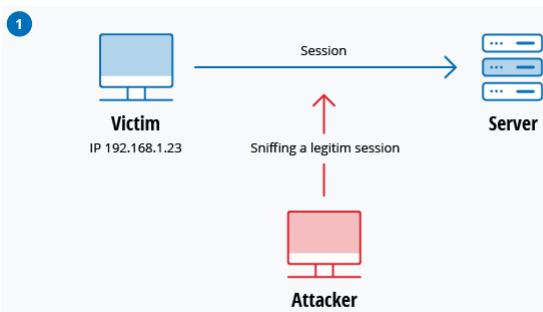 1
Session
Victim
Server
IP 192.168.1.23
Sniffing a legitim session
Attacker